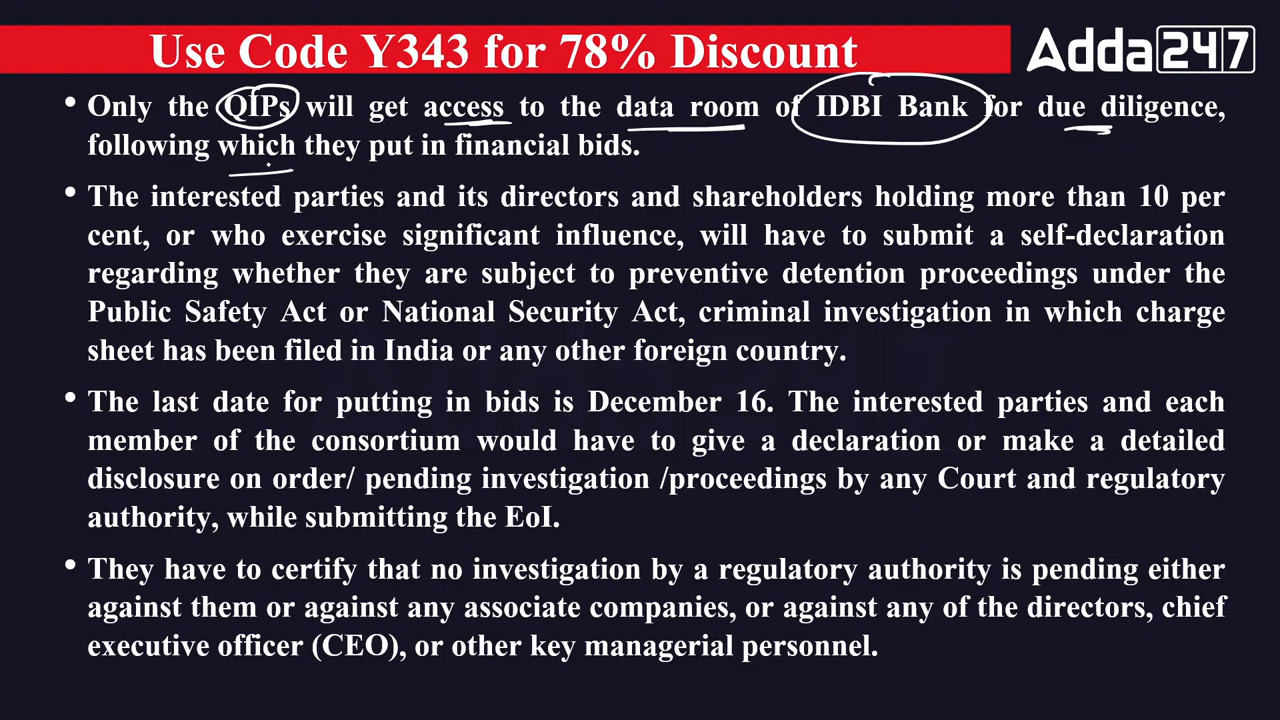 Use Code Y343 for 78% Discount
Adda247
• Only the QIPs will get access to the data room of IDBI Bank for due diligence,
following which they put in financial bids.
• The interested parties and its directors and shareholders holding more than 10 per
cent, or who exercise significant influence, will have to submit a self-declaration
regarding whether they are subject to preventive detention proceedings under the
Public Safety Act or National Security Act, criminal investigation in which charge
sheet has been filed in India or any other foreign country.
• The last date for putting in bids is December 16. The interested parties and each
member of the consortium would have to give a declaration or make a detailed
disclosure on order/ pending investigation /proceedings by any Court and regulatory
authority, while submitting the EoI.
• They have to certify that no investigation by a regulatory authority is pending either
against them or against any associate companies, or against any of the directors, chief
executive officer (CEO), or other key managerial personnel.